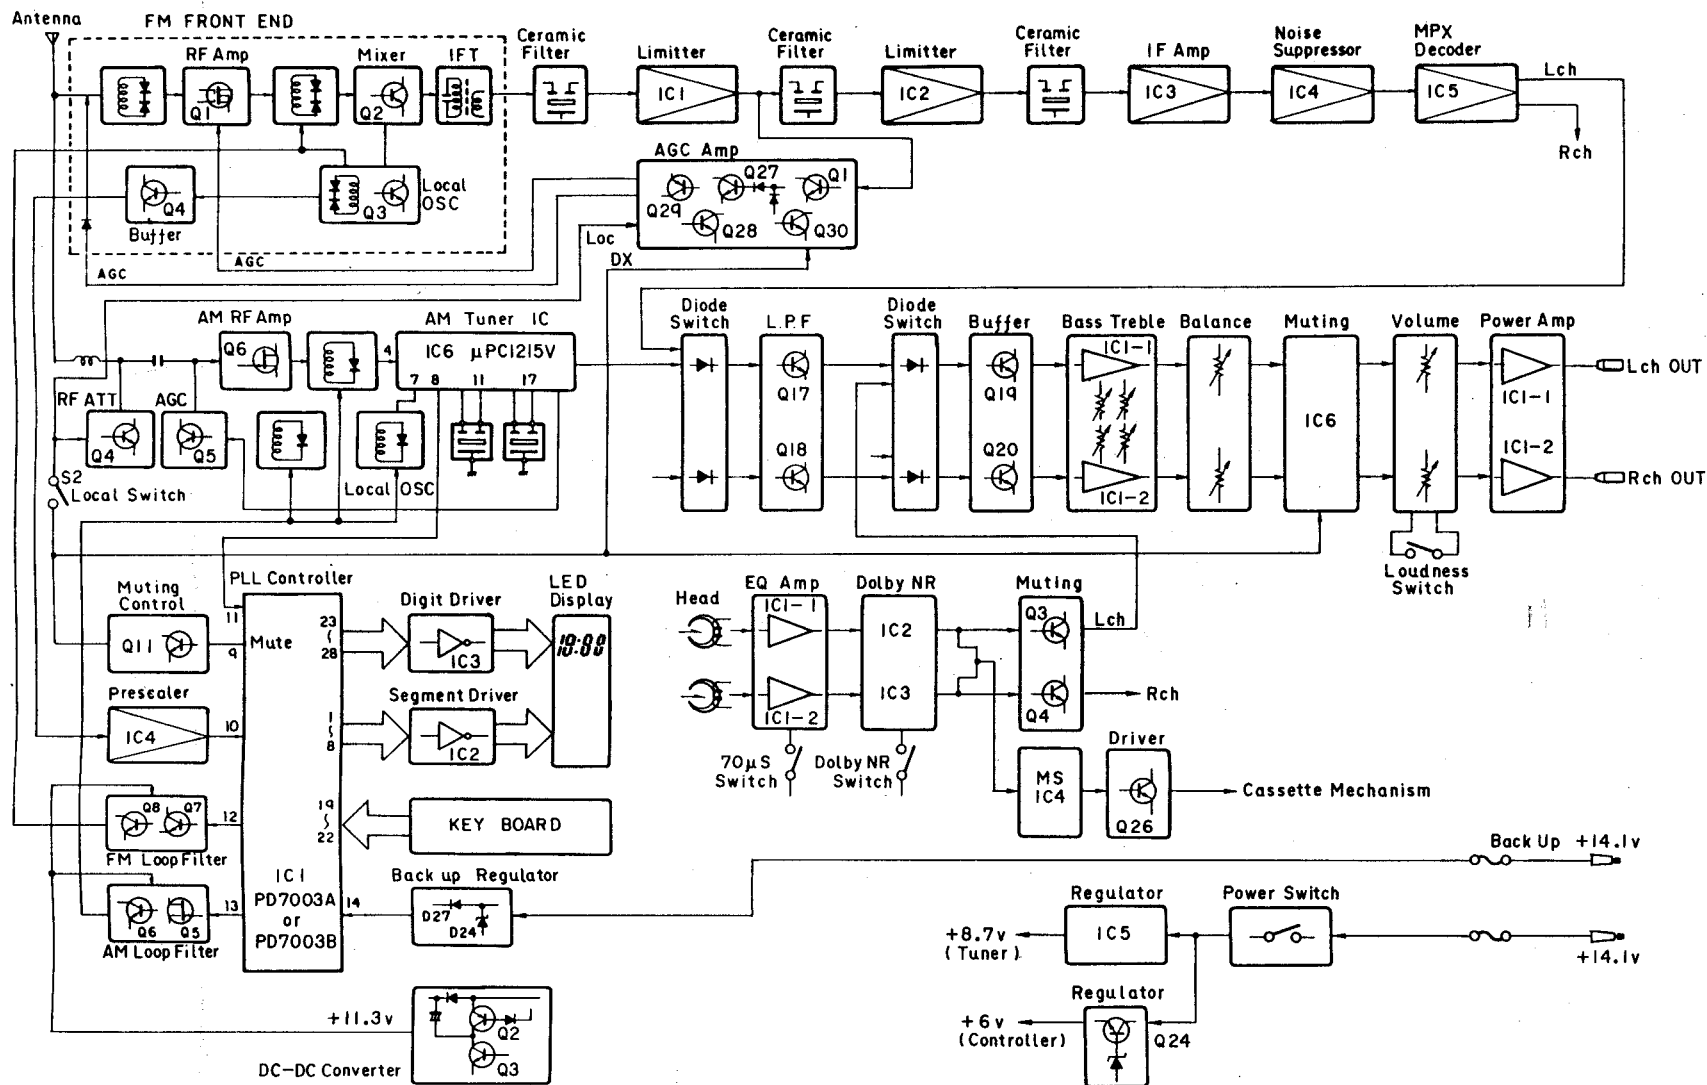 Antenna
FM FRONT END
RF Amp
Mixer
IFT
Ceramic
Filter
Limitter
Ceramic
Filter
Limitter
Ceramic
Filter
IF Amp
Noise
Suppressor
MPX
Decoder
Lch
Q1
Q2
IC1
IC2
IC3
IC4
IC5
Rch
AGC Amp
Q27
Q1
Q29
Q28
Q30
Local
OSC
Q4
Q3
Buffer
Loc
DX
AGC
AGC
AM RF Amp
AM Tuner IC
Q6
4
IC6 μPC1215V
7 8 11 17
RF ATT
AGC
Q4
Q5
Local OSC
S2
Local Switch
Diode
Switch
L.P.F
Diode
Switch
Buffer
Bass Treble
Balance
Muting
Volume
Power Amp
IC1-1
Q17
Q19
IC1-1
Lch OUT
IC6
Q18
Q20
IC1-2
IC1-2
Rch OUT
Loudness
Switch
Muting
Control
PLL Controller
Digit Driver
LED
Display
11
Q11
9
Mute
23
28
IC3
18:88
Prescaler
Segment Driver
IC4
10
1
8
IC2
Q8 Q7
12
19
22
KEY BOARD
FM Loop Filter
IC1
PD7003A
or
PD7003B
Back up Regulator
14
D27
D24
13
Q6 Q5
AM Loop Filter
+11.3v
Q2
Q3
DC-DC Converter
Head
EQ Amp
Dolby NR
Muting
IC1-1
IC2
Q3
Lch
IC3
Q4
Rch
IC1-2
70μS
Switch
Dolby NR
Switch
MS
IC4
Driver
Q26
Cassette Mechanism
Back Up +14.1v
Regulator
Power Switch
+8.7v
(Tuner)
IC5
+14.1v
Regulator
+6v
(Controller)
Q24